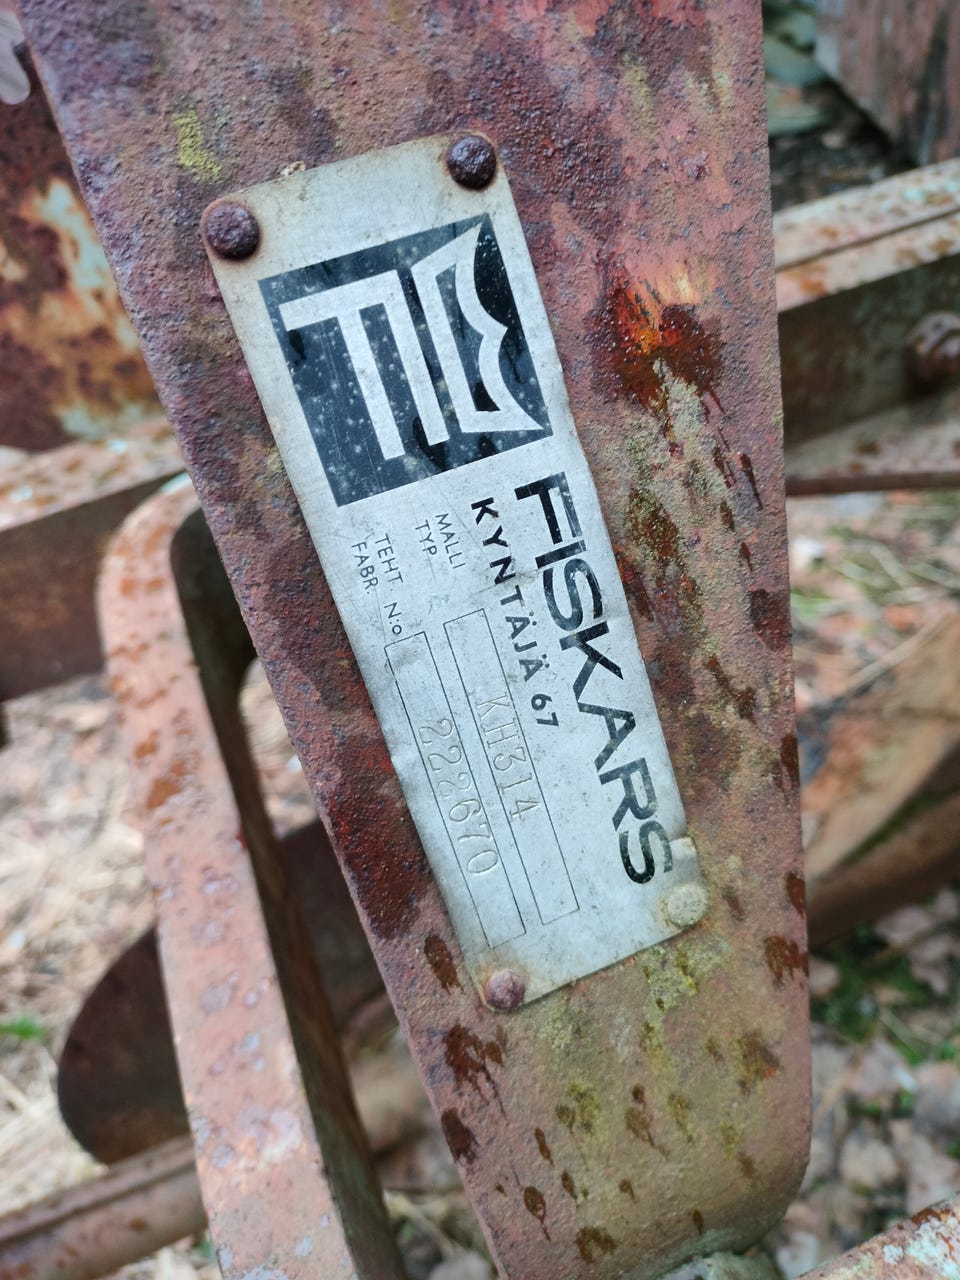 FISKARS
KYNTÄJÄ 67
MALLI
TYP
KH314
TEHT. N:o
FABR.
222670